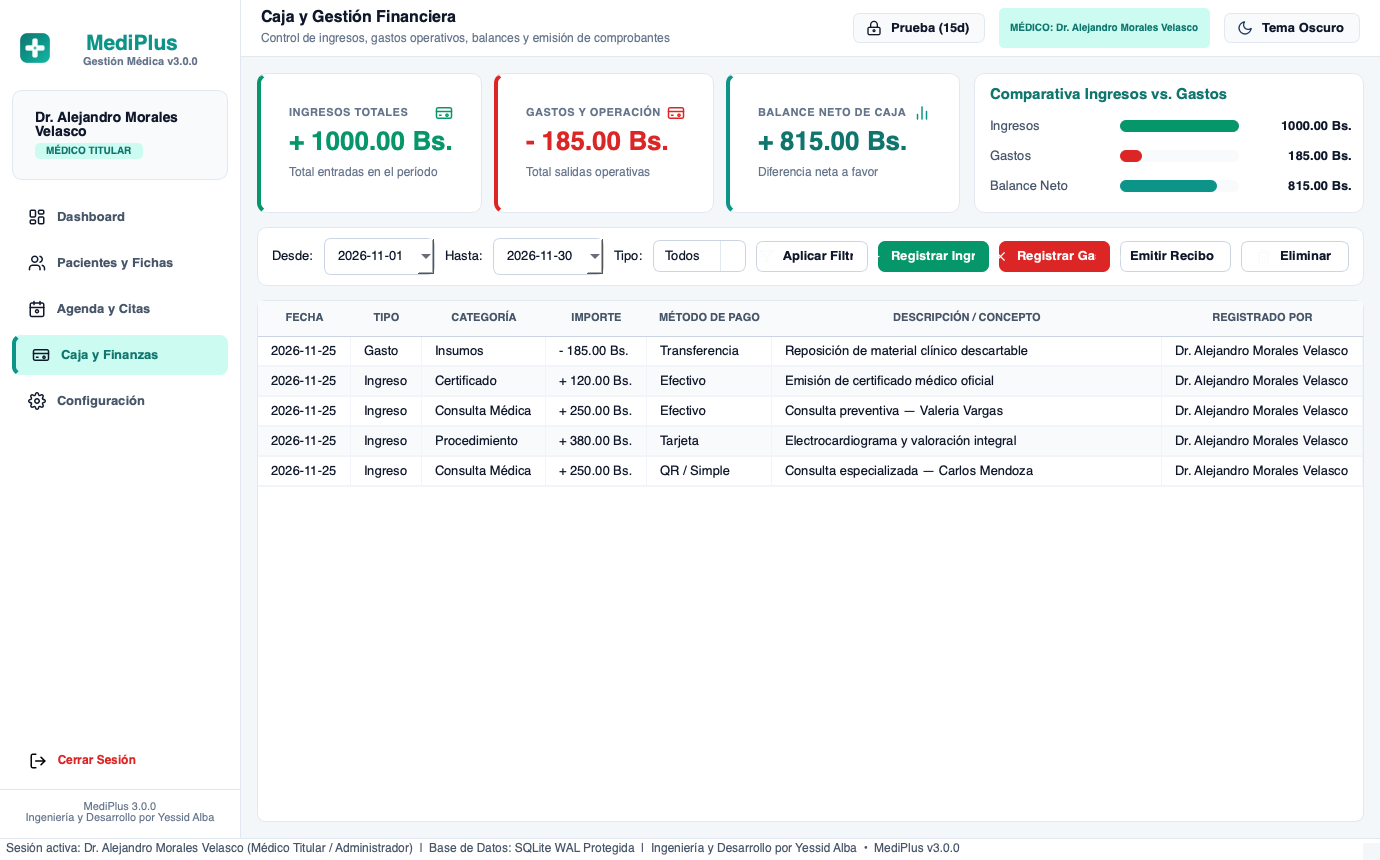 MediPlus
Gestión Médica v3.0.0
Dr. Alejandro Morales
Velasco
MÉDICO TITULAR
Dashboard
Pacientes y Fichas
Agenda y Citas
Caja y Finanzas
Configuración
Cerrar Sesión
MediPlus 3.0.0
Ingeniería y Desarrollo por Yessid Alba
Caja y Gestión Financiera
Control de ingresos, gastos operativos, balances y emisión de comprobantes
Prueba (15d)
MÉDICO: Dr. Alejandro Morales Velasco
Tema Oscuro
INGRESOS TOTALES
+ 1000.00 Bs.
Total entradas en el período
GASTOS Y OPERACIÓN
- 185.00 Bs.
Total salidas operativas
BALANCE NETO DE CAJA
+ 815.00 Bs.
Diferencia neta a favor
Comparativa Ingresos vs. Gastos
Ingresos 1000.00 Bs.
Gastos 185.00 Bs.
Balance Neto 815.00 Bs.
Desde: 2026-11-01 Hasta: 2026-11-30 Tipo: Todos Aplicar Filtr Registrar Ingr Registrar Ga Emitir Recibo Eliminar
FECHA TIPO CATEGORÍA IMPORTE MÉTODO DE PAGO DESCRIPCIÓN / CONCEPTO REGISTRADO POR
2026-11-25 Gasto Insumos - 185.00 Bs. Transferencia Reposición de material clínico descartable Dr. Alejandro Morales Velasco
2026-11-25 Ingreso Certificado + 120.00 Bs. Efectivo Emisión de certificado médico oficial Dr. Alejandro Morales Velasco
2026-11-25 Ingreso Consulta Médica + 250.00 Bs. Efectivo Consulta preventiva — Valeria Vargas Dr. Alejandro Morales Velasco
2026-11-25 Ingreso Procedimiento + 380.00 Bs. Tarjeta Electrocardiograma y valoración integral Dr. Alejandro Morales Velasco
2026-11-25 Ingreso Consulta Médica + 250.00 Bs. QR / Simple Consulta especializada — Carlos Mendoza Dr. Alejandro Morales Velasco
Sesión activa: Dr. Alejandro Morales Velasco (Médico Titular / Administrador) | Base de Datos: SQLite WAL Protegida | Ingeniería y Desarrollo por Yessid Alba • MediPlus v3.0.0